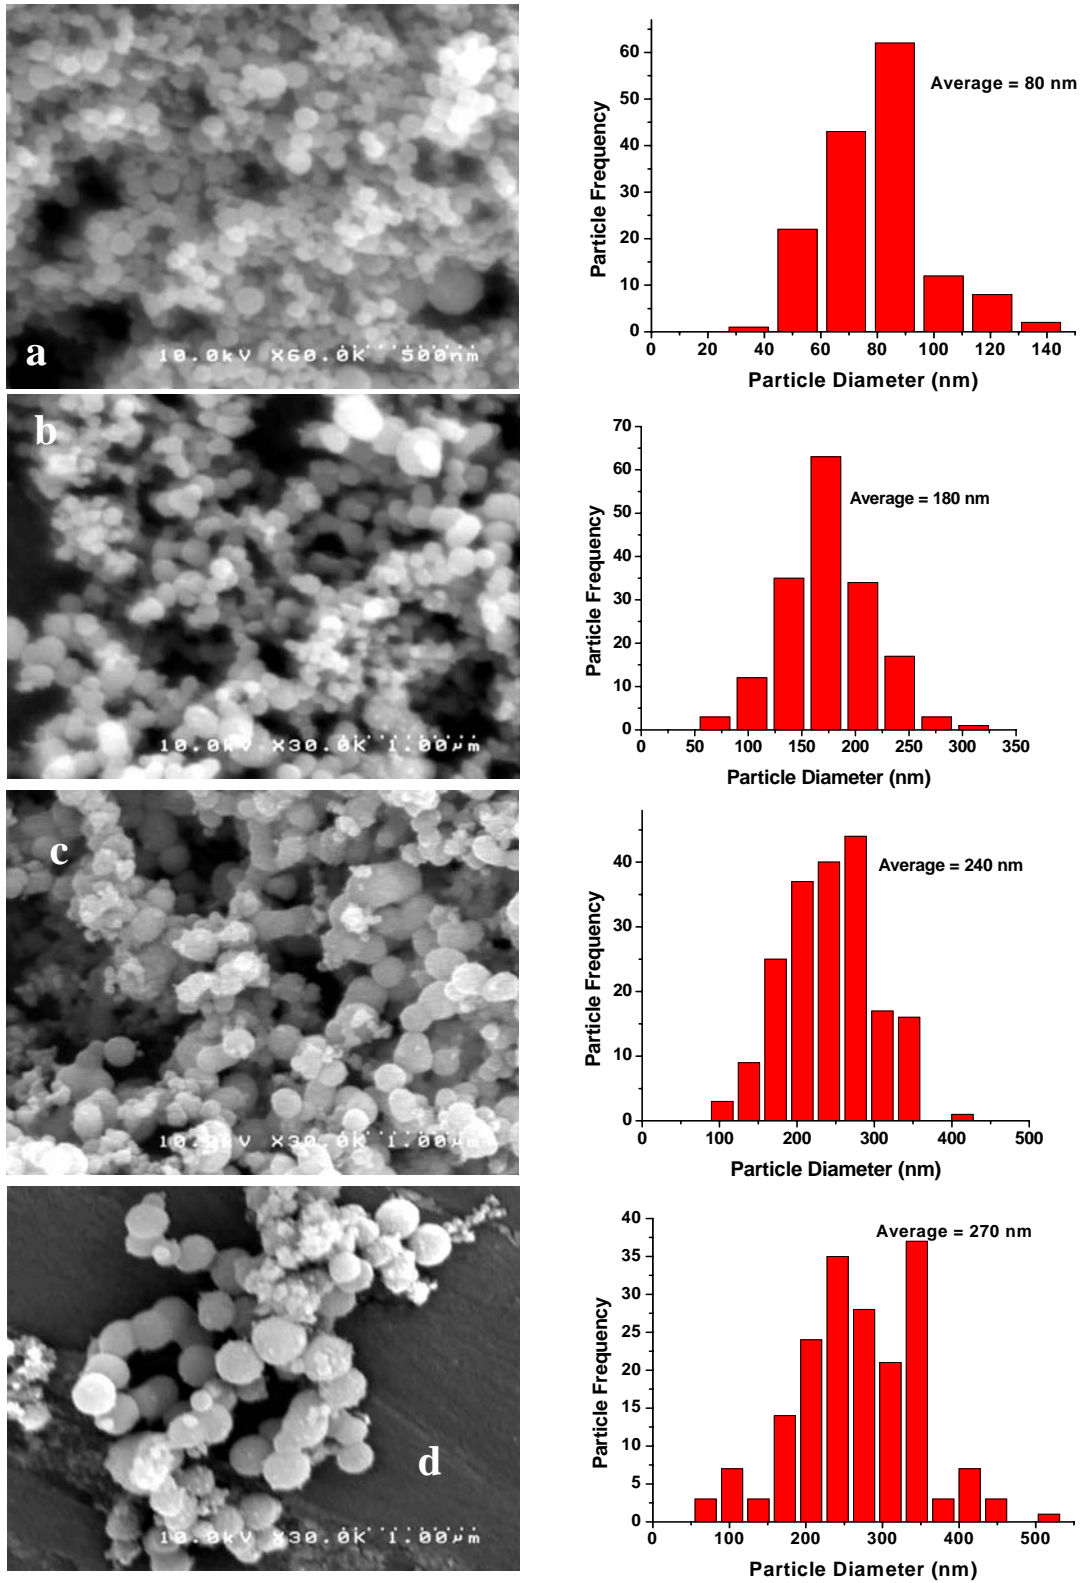 a
10.0kV X60.0K 500nm
60
50
40
30
20
10
0
0 20 40 60 80 100 120 140
Particle Frequency
Particle Diameter (nm)
Average = 80 nm
b
10.0kV X30.0K 1.00µm
70
60
50
40
30
20
10
0
0 50 100 150 200 250 300 350
Particle Frequency
Particle Diameter (nm)
Average = 180 nm
c
10.0kV X30.0K 1.00µm
40
30
20
10
0
0 100 200 300 400 500
Particle Frequency
Particle Diameter (nm)
Average = 240 nm
d
10.0kV X30.0K 1.00µm
40
35
30
25
20
15
10
5
0
0 100 200 300 400 500
Particle Frequency
Particle Diameter (nm)
Average = 270 nm